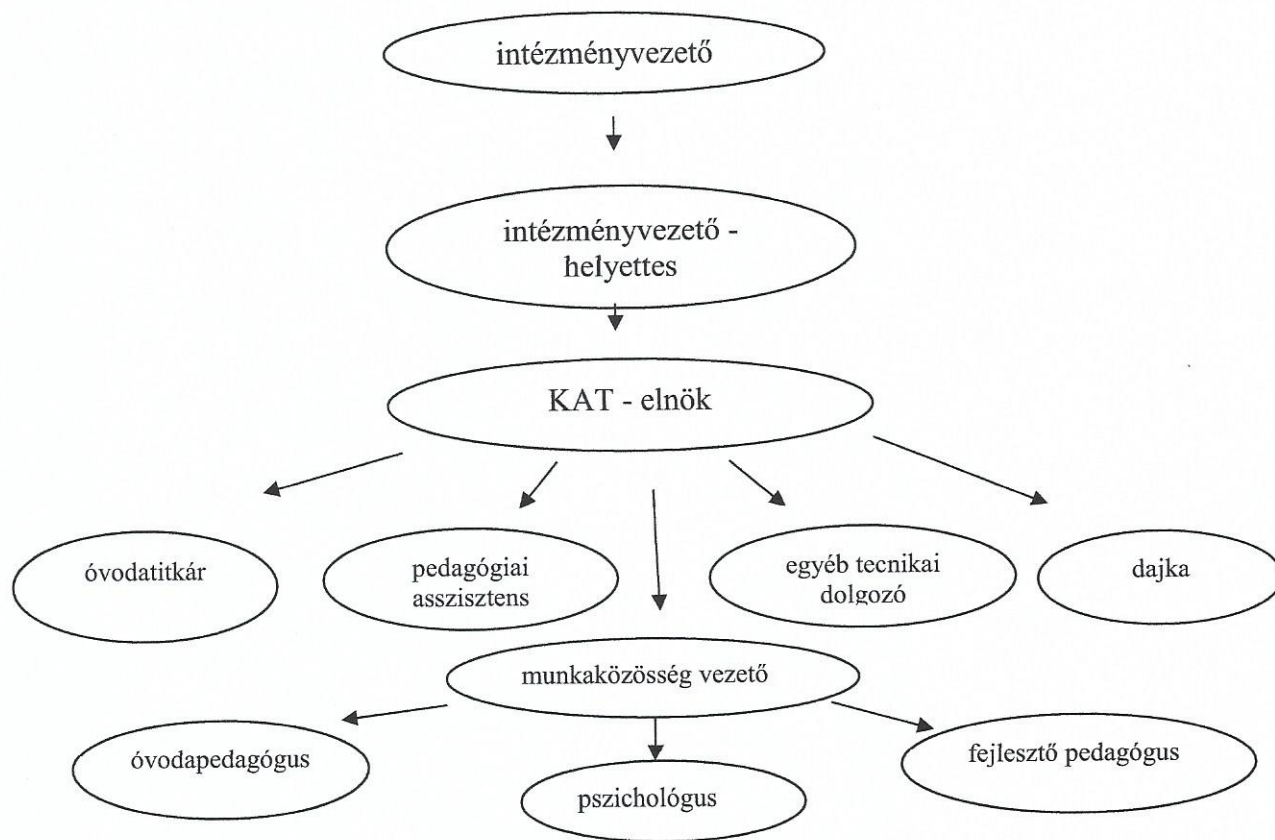 intézményvezető
intézményvezető -
helyettes
KAT - elnök
óvodatitkár
pedagógiai
asszisztens
egyéb tecnikai
dolgozó
dajka
munkaközösség vezető
óvodapedagógus
pszichológus
fejlesztő pedagógus